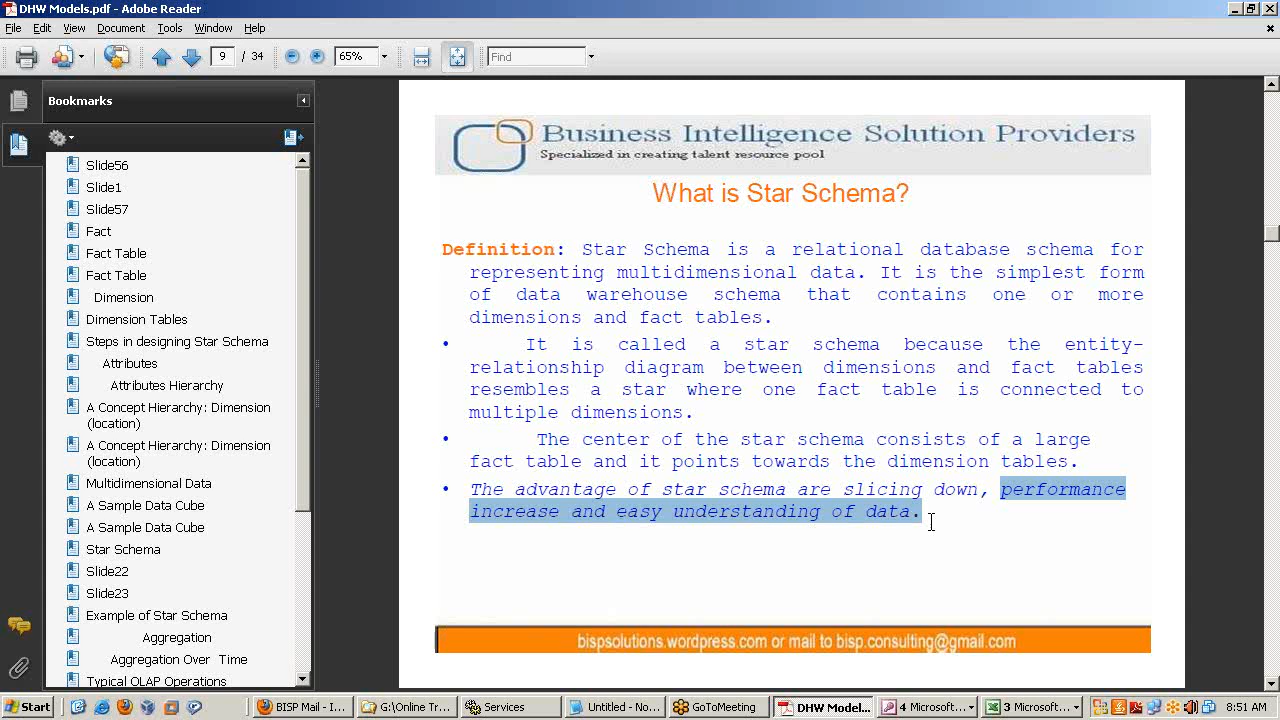 DHW Models.pdf - Adobe Reader
File Edit View Document Tools Window Help
9 / 34 65% Find
Bookmarks
Slide56
Slide1
Slide57
Fact
Fact Table
Fact Table
Dimension
Dimension Tables
Steps in designing Star Schema
Attributes
Attributes Hierarchy
A Concept Hierarchy: Dimension
(location)
A Concept Hierarchy: Dimension
(location)
Multidimensional Data
A Sample Data Cube
A Sample Data Cube
Star Schema
Slide22
Slide23
Example of Star Schema
Aggregation
Aggregation Over Time
Typical OLAP Operations
Business Intelligence Solution Providers
Specialized in creating talent resource pool
What is Star Schema?
Definition: Star Schema is a relational database schema for
representing multidimensional data. It is the simplest form
of data warehouse schema that contains one or more
dimensions and fact tables.
• It is called a star schema because the entity-
relationship diagram between dimensions and fact tables
resembles a star where one fact table is connected to
multiple dimensions.
• The center of the star schema consists of a large
fact table and it points towards the dimension tables.
• The advantage of star schema are slicing down, performance
increase and easy understanding of data.
bispsolutions.wordpress.com or mail to bisp.consulting@gmail.com
Start BISP Mail - I... G:\Online Tr... Services Untitled - No... GoToMeeting DHW Model... 4 Microsoft... 3 Microsoft... 8:51 AM